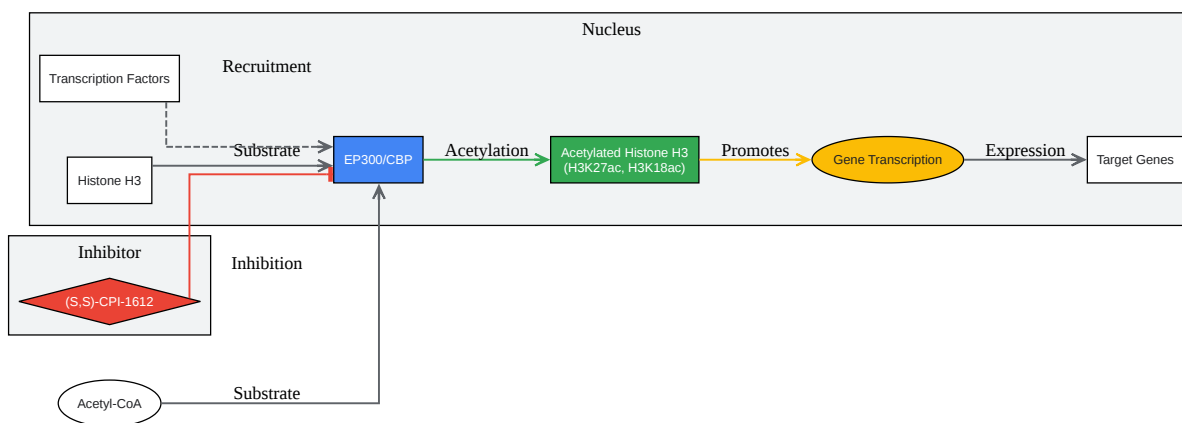 Nucleus
Transcription Factors
Recruitment
Histone H3
Substrate
EP300/CBP
Acetylation
Acetylated Histone H3
(H3K27ac, H3K18ac)
Promotes
Gene Transcription
Expression
Target Genes
Inhibitor
(S,S)-CPI-1612
Inhibition
Acetyl-CoA
Substrate